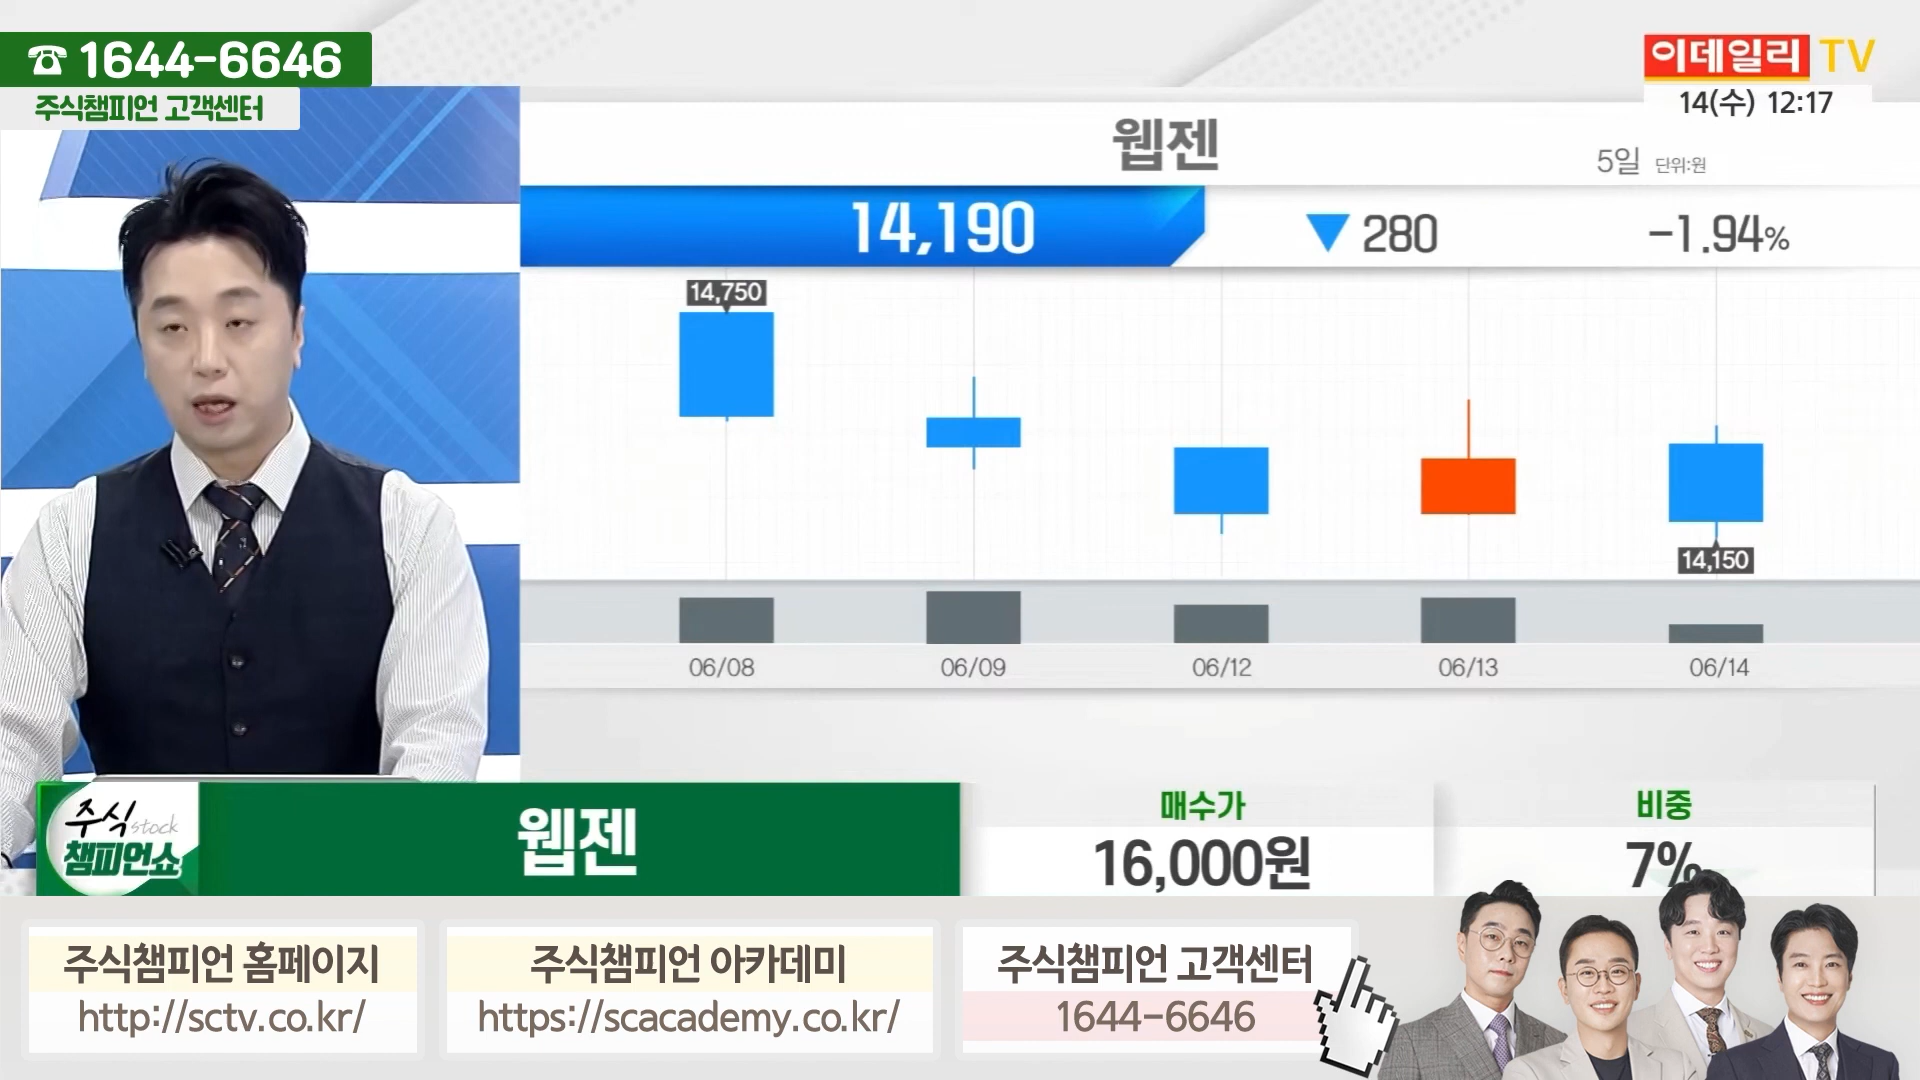 ☎ 1644-6646
주식챔피언 고객센터
이데일리 TV
14(수) 12:17
웹젠
5일 단위:원
14,190 ▼ 280 -1.94%
14,750
14,150
06/08 06/09 06/12 06/13 06/14
주식 stock
챔피언쇼
웹젠
매수가
16,000원
비중
7%
주식챔피언 홈페이지
http://sctv.co.kr/
주식챔피언 아카데미
https://scacademy.co.kr/
주식챔피언 고객센터
1644-6646